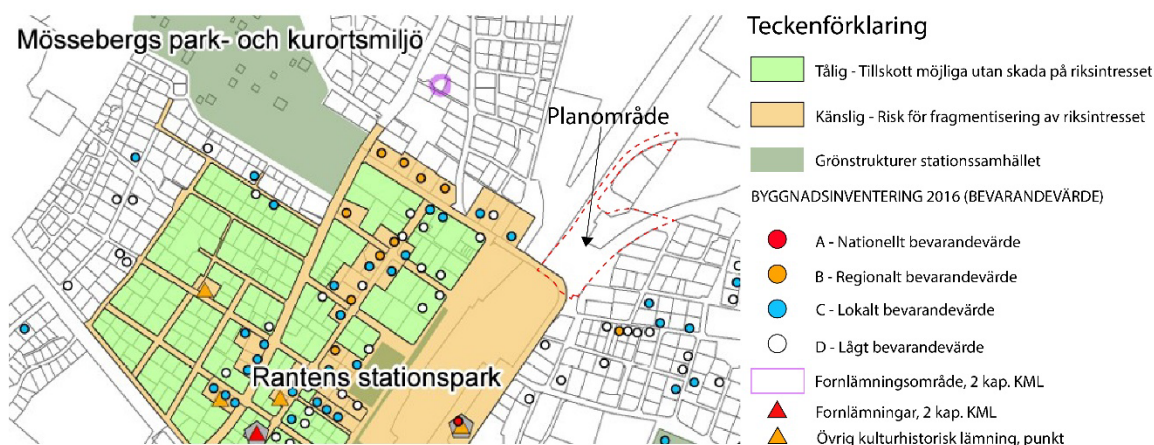 Mössebergs park- och kurortsmiljö
Planområde
Rantens stationspark
Teckenförklaring
Tålig - Tillskott möjliga utan skada på riksintresset
Känslig - Risk för fragmentisering av riksintresset
Grönstrukturer stationssamhället
BYGGNADSINVENTERING 2016 (BEVARANDEVÄRDE)
A - Nationellt bevarandevärde
B - Regionalt bevarandevärde
C - Lokalt bevarandevärde
D - Lågt bevarandevärde
Fornlämningsområde, 2 kap. KML
Fornlämningar, 2 kap. KML
Övrig kulturhistorisk lämning, punkt